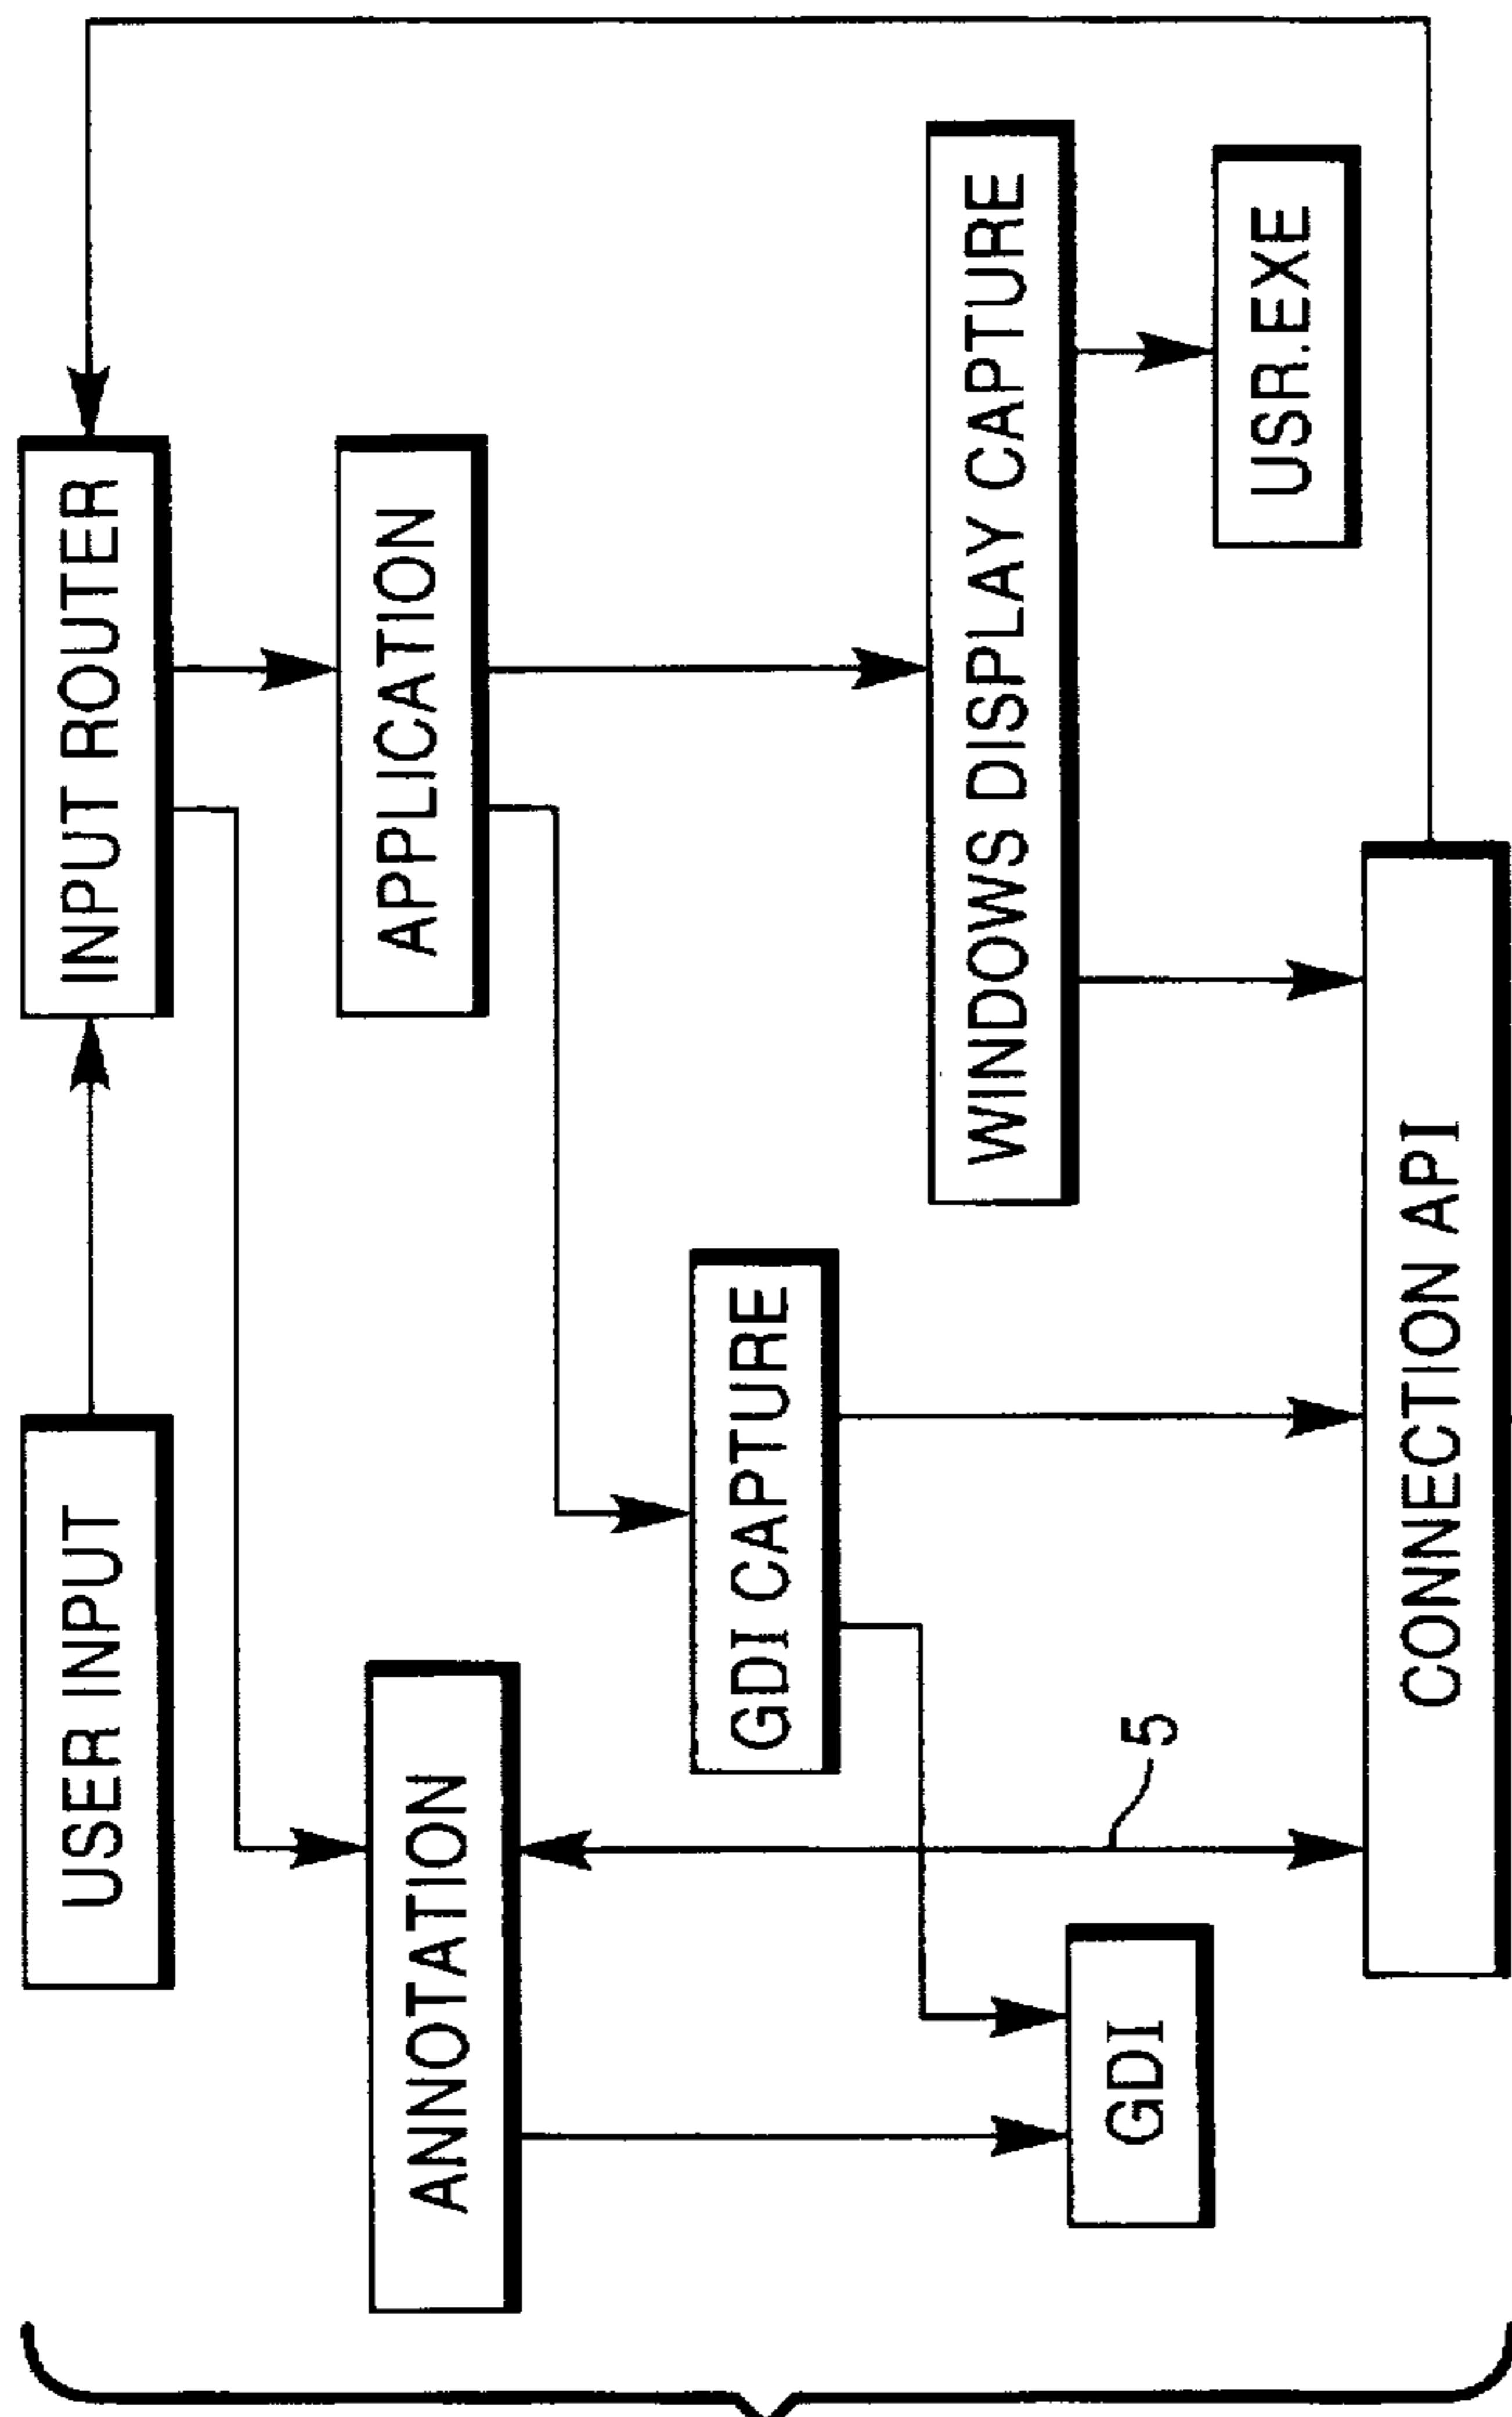 USER INPUT
INPUT ROUTER
ANNOTATION
APPLICATION
GDI CAPTURE
WINDOWS DISPLAY CAPTURE
GDI
5
USR.EXE
CONNECTION API